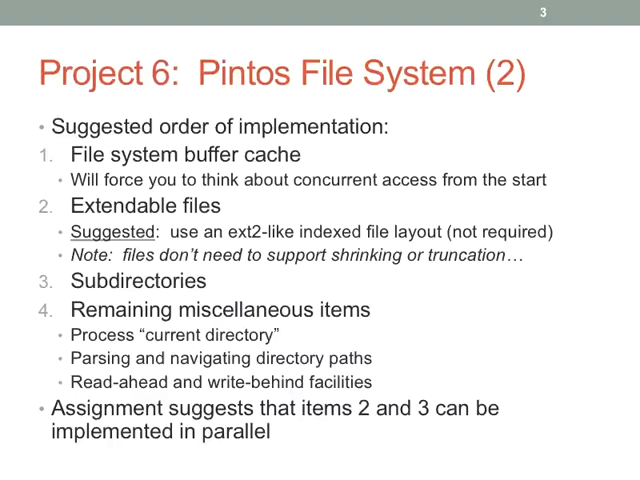 3
Project 6: Pintos File System (2)
• Suggested order of implementation:
1. File system buffer cache
• Will force you to think about concurrent access from the start
2. Extendable files
• Suggested: use an ext2-like indexed file layout (not required)
• Note: files don’t need to support shrinking or truncation…
3. Subdirectories
4. Remaining miscellaneous items
• Process “current directory”
• Parsing and navigating directory paths
• Read-ahead and write-behind facilities
• Assignment suggests that items 2 and 3 can be
implemented in parallel